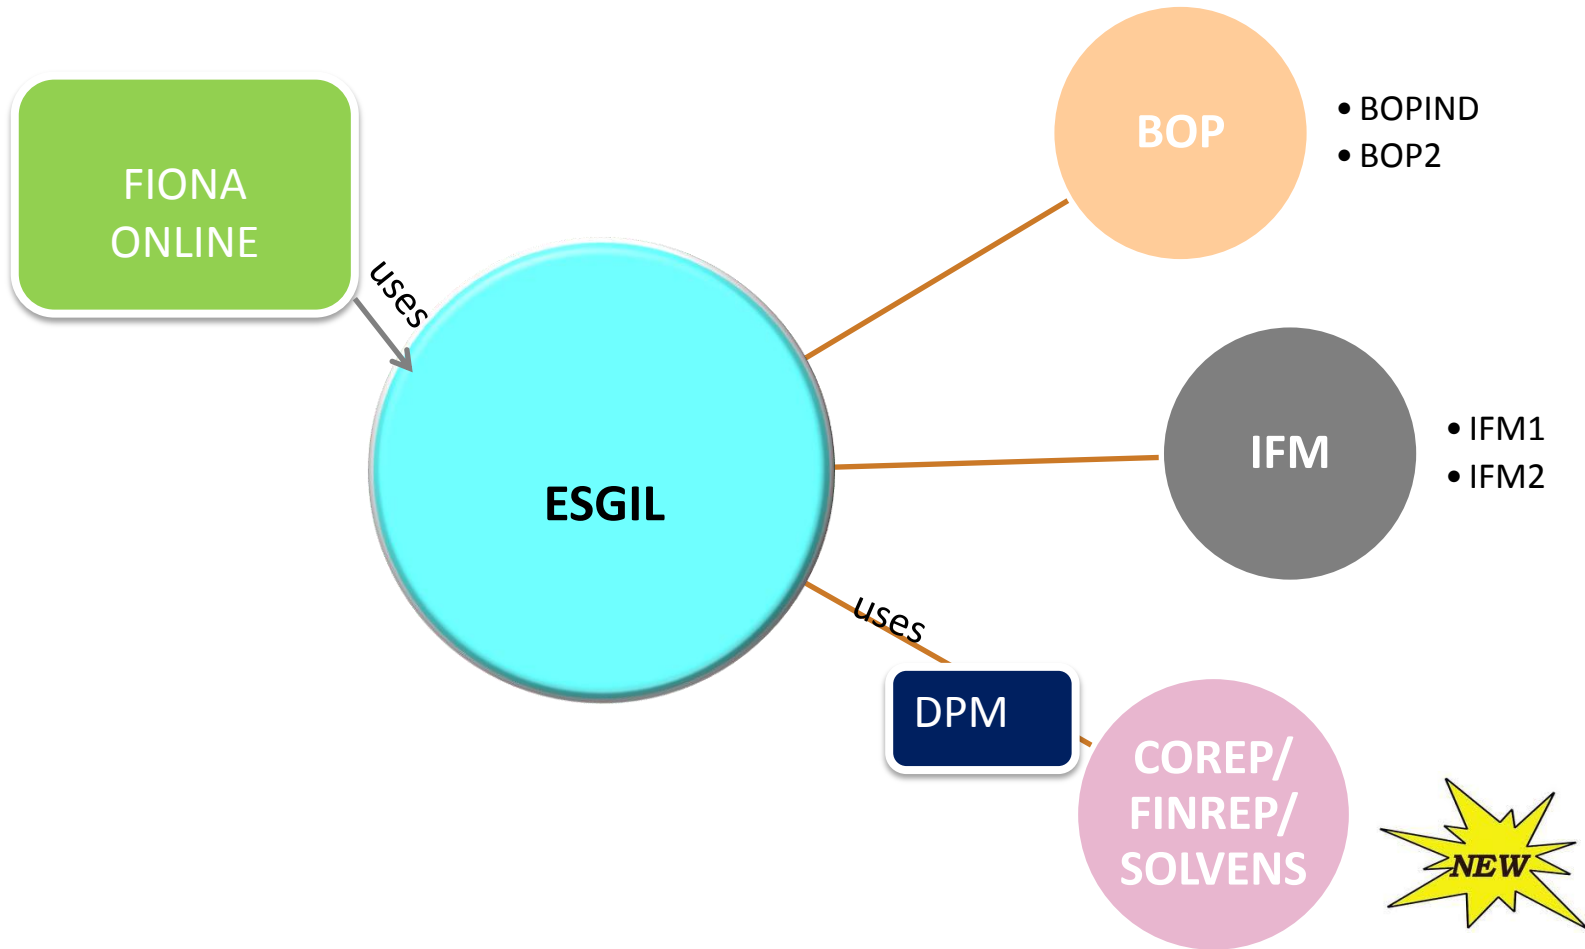 FIONA
ONLINE
uses
ESGIL
BOP
• BOPIND
• BOP2
IFM
• IFM1
• IFM2
uses
DPM
COREP/
FINREP/
SOLVENS
NEW